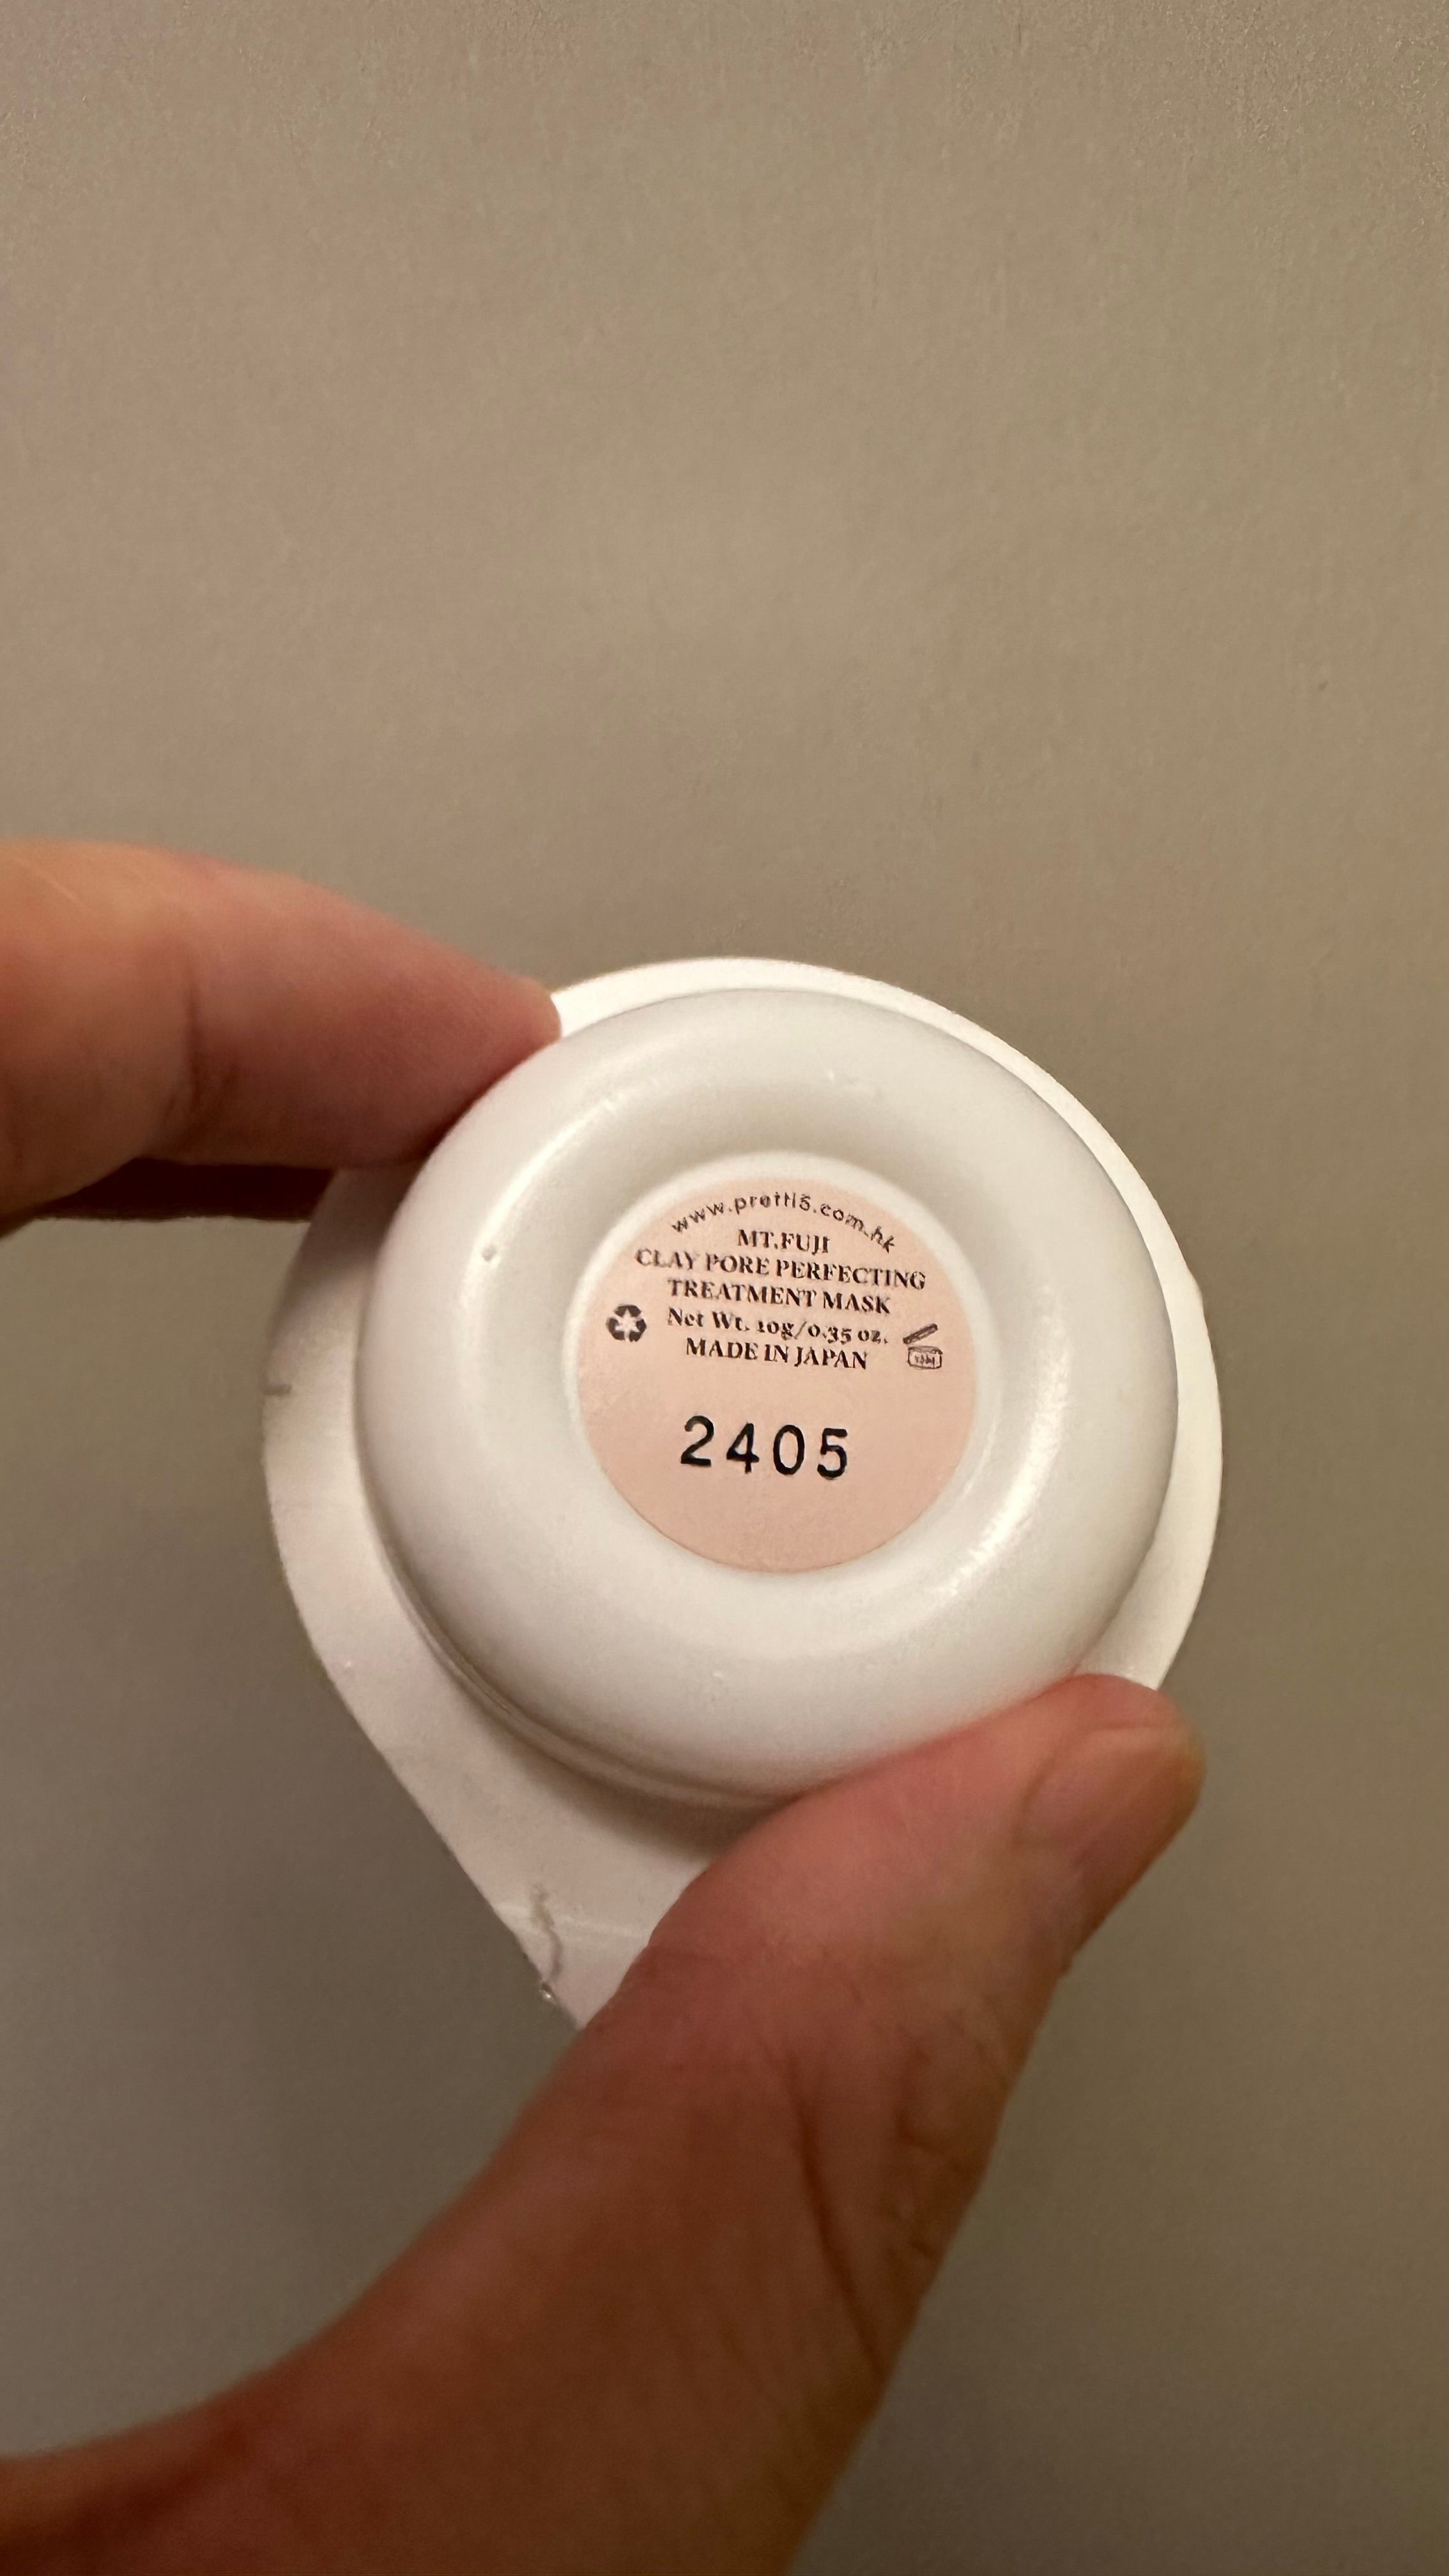 www.pretti5.com.hk
MT.FUJI
CLAY PORE PERFECTING
TREATMENT MASK
Net Wt. 10g/0.35 oz.
MADE IN JAPAN
2405